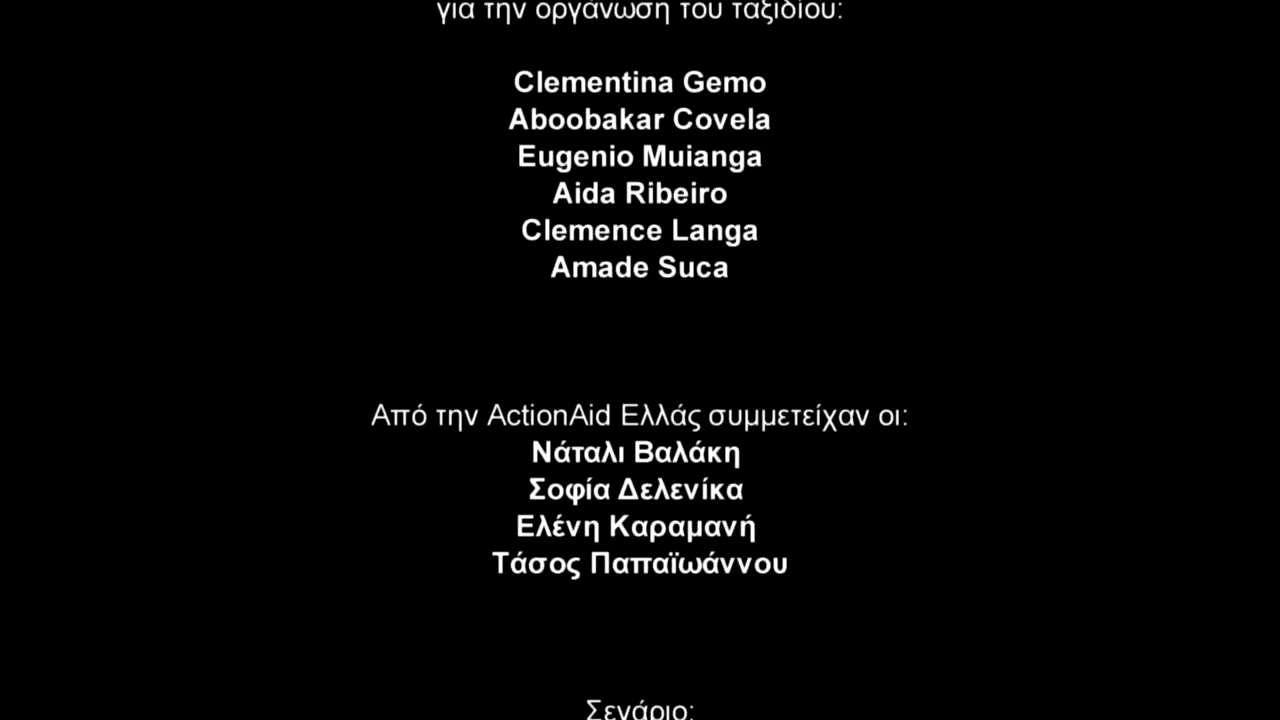 για την οργάνωση του ταξιδίου:
Clementina Gemo
Aboobakar Covela
Eugenio Muianga
Aida Ribeiro
Clemence Langa
Amade Suca
Από την ActionAid Ελλάς συμμετείχαν οι:
Νάταλι Βαλάκη
Σοφία Δελενίκα
Ελένη Καραμανή
Τάσος Παπαϊωάννου
Σενάριο: